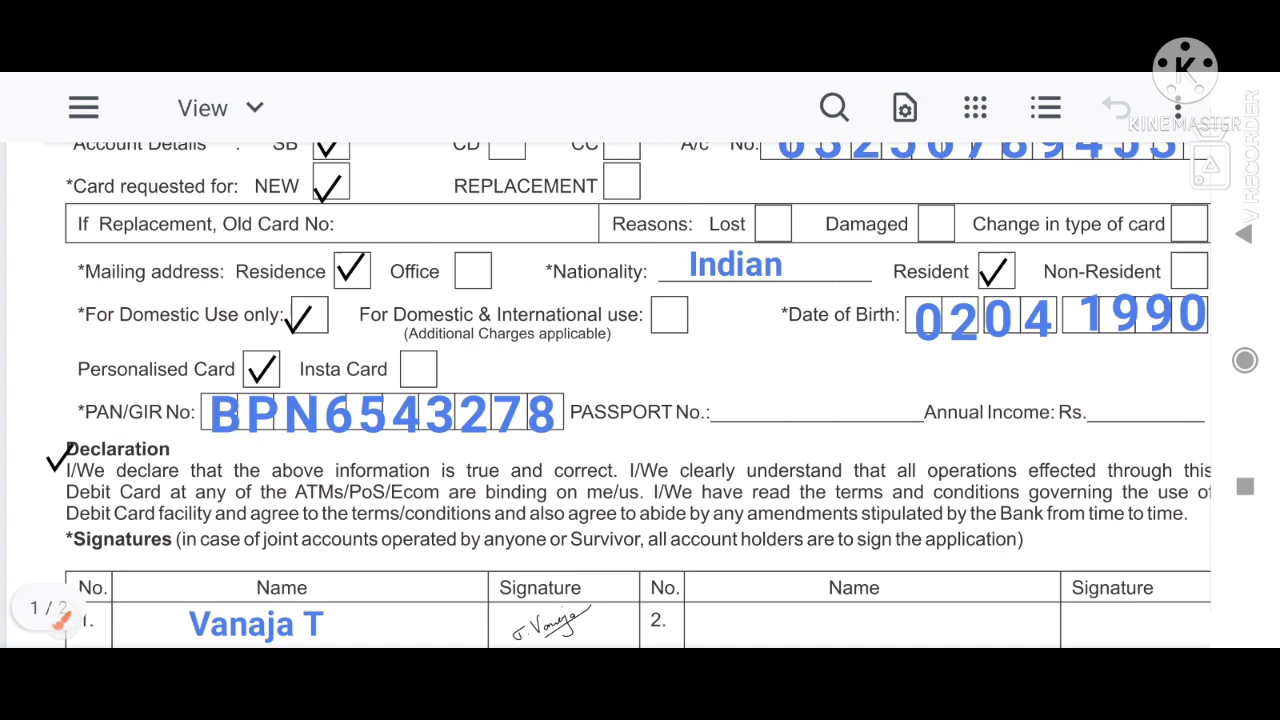 View
KINEMASTER
V RECORDER
Account Details : SB CD CC A/c No.
*Card requested for: NEW REPLACEMENT
If Replacement, Old Card No: Reasons: Lost Damaged Change in type of card
*Mailing address: Residence Office *Nationality: Indian Resident Non-Resident
*For Domestic Use only: For Domestic & International use: *Date of Birth: 0204 1990
(Additional Charges applicable)
Personalised Card Insta Card
*PAN/GIR No: BPN6543278 PASSPORT No.: Annual Income: Rs.
Declaration
I/We declare that the above information is true and correct. I/We clearly understand that all operations effected through this
Debit Card at any of the ATMs/PoS/Ecom are binding on me/us. I/We have read the terms and conditions governing the use of
Debit Card facility and agree to the terms/conditions and also agree to abide by any amendments stipulated by the Bank from time to time.
*Signatures (in case of joint accounts operated by anyone or Survivor, all account holders are to sign the application)
No. Name Signature No. Name Signature
1. Vanaja T T. Vanaja 2.
1 / 2